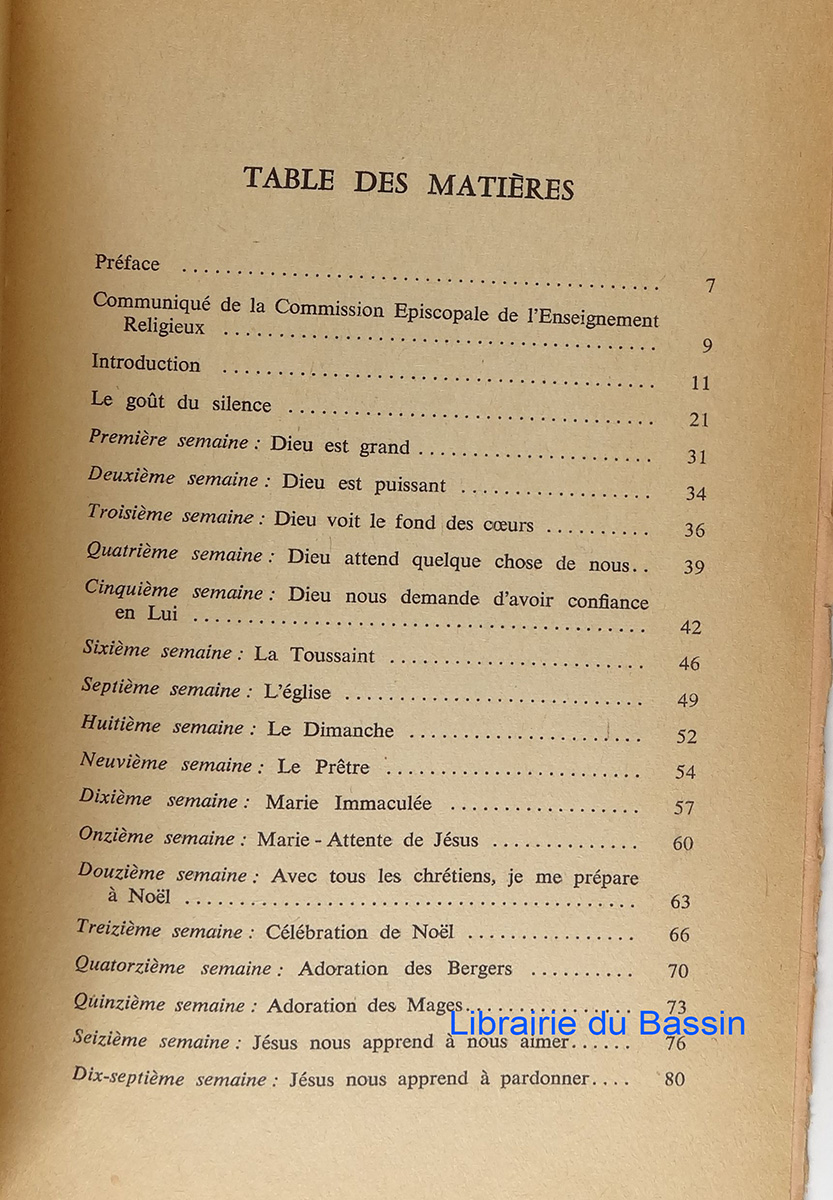 TABLE DES MATIÈRES
Préface ........................................ 7
Communiqué de la Commission Episcopale de l'Enseignement
Religieux ........................................ 9
Introduction ........................................ 11
Le goût du silence ................................. 21
Première semaine : Dieu est grand ...................... 31
Deuxième semaine : Dieu est puissant .................. 34
Troisième semaine : Dieu voit le fond des cœurs .......... 36
Quatrième semaine : Dieu attend quelque chose de nous.. 39
Cinquième semaine : Dieu nous demande d'avoir confiance
en Lui ........................................ 42
Sixième semaine : La Toussaint ........................ 46
Septième semaine : L'église ............................ 49
Huitième semaine : Le Dimanche ...................... 52
Neuvième semaine : Le Prêtre ........................ 54
Dixième semaine : Marie Immaculée .................. 57
Onzième semaine : Marie - Attente de Jésus .............. 60
Douzième semaine : Avec tous les chrétiens, je me prépare
à Noël ........................................ 63
Treizième semaine : Célébration de Noël ................ 66
Quatorzième semaine : Adoration des Bergers .......... 70
Quinzième semaine : Adoration des Mages................ 73
Librairie du Bassin
Seizième semaine : Jésus nous apprend à nous aimer...... 76
Dix-septième semaine : Jésus nous apprend à pardonner.... 80